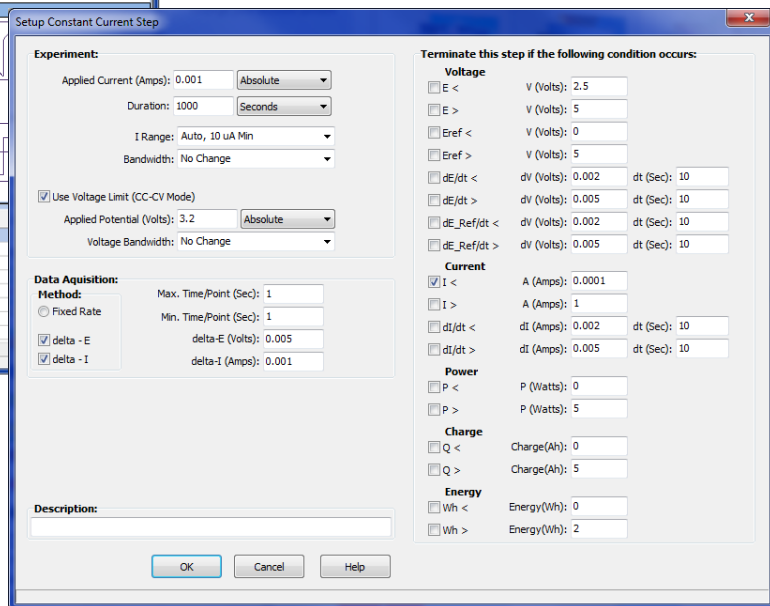 Setup Constant Current Step
Experiment:
Applied Current (Amps): 0.001 Absolute
Duration: 1000 Seconds
I Range: Auto, 10 uA Min
Bandwidth: No Change
Use Voltage Limit (CC-CV Mode)
Applied Potential (Volts): 3.2 Absolute
Voltage Bandwidth: No Change
Data Aquisition:
Method:
Fixed Rate
delta - E
delta - I
Max. Time/Point (Sec): 1
Min. Time/Point (Sec): 1
delta-E (Volts): 0.005
delta-I (Amps): 0.001
Description:
OK Cancel Help
Terminate this step if the following condition occurs:
Voltage
E < V (Volts): 2.5
E > V (Volts): 5
Eref < V (Volts): 0
Eref > V (Volts): 5
dE/dt < dV (Volts): 0.002 dt (Sec): 10
dE/dt > dV (Volts): 0.005 dt (Sec): 10
dE_Ref/dt < dV (Volts): 0.002 dt (Sec): 10
dE_Ref/dt > dV (Volts): 0.005 dt (Sec): 10
Current
I < A (Amps): 0.0001
I > A (Amps): 1
dI/dt < dI (Amps): 0.002 dt (Sec): 10
dI/dt > dI (Amps): 0.005 dt (Sec): 10
Power
P < P (Watts): 0
P > P (Watts): 5
Charge
Q < Charge(Ah): 0
Q > Charge(Ah): 5
Energy
Wh < Energy(Wh): 0
Wh > Energy(Wh): 2